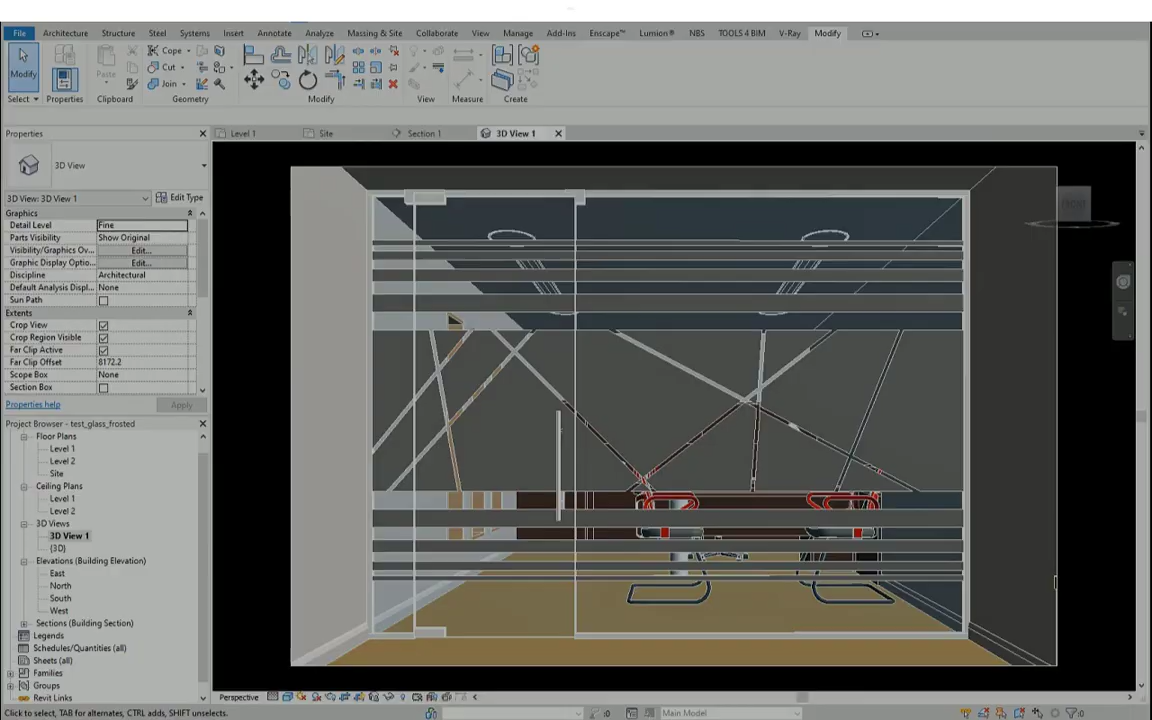 File Architecture Structure Steel Systems Insert Annotate Analyze Massing & Site Collaborate View Manage Add-Ins Enscape™ Lumion® NBS TOOLS 4 BIM V-Ray Modify
Modify Paste Cope
Cut
Join
Select Properties Clipboard Geometry Modify View Measure Create
Properties
Level 1 Site Section 1 3D View 1
3D View
3D View: 3D View 1 Edit Type
Graphics
Detail Level Fine
Parts Visibility Show Original
Visibility/Graphics Ov... Edit...
Graphic Display Optio... Edit...
Discipline Architectural
Default Analysis Displ... None
Sun Path
Extents
Crop View
Crop Region Visible
Far Clip Active
Far Clip Offset 8172.2
Scope Box None
Section Box
Properties help Apply
Project Browser - test_glass_frosted
Floor Plans
Level 1
Level 2
Site
Ceiling Plans
Level 1
Level 2
3D Views
3D View 1
{3D}
Elevations (Building Elevation)
East
North
South
West
Sections (Building Section)
Legends
Schedules/Quantities (all)
Sheets (all)
Families
Groups
Revit Links
Perspective
Click to select, TAB for alternates, CTRL adds, SHIFT unselects. :0 Main Model :0